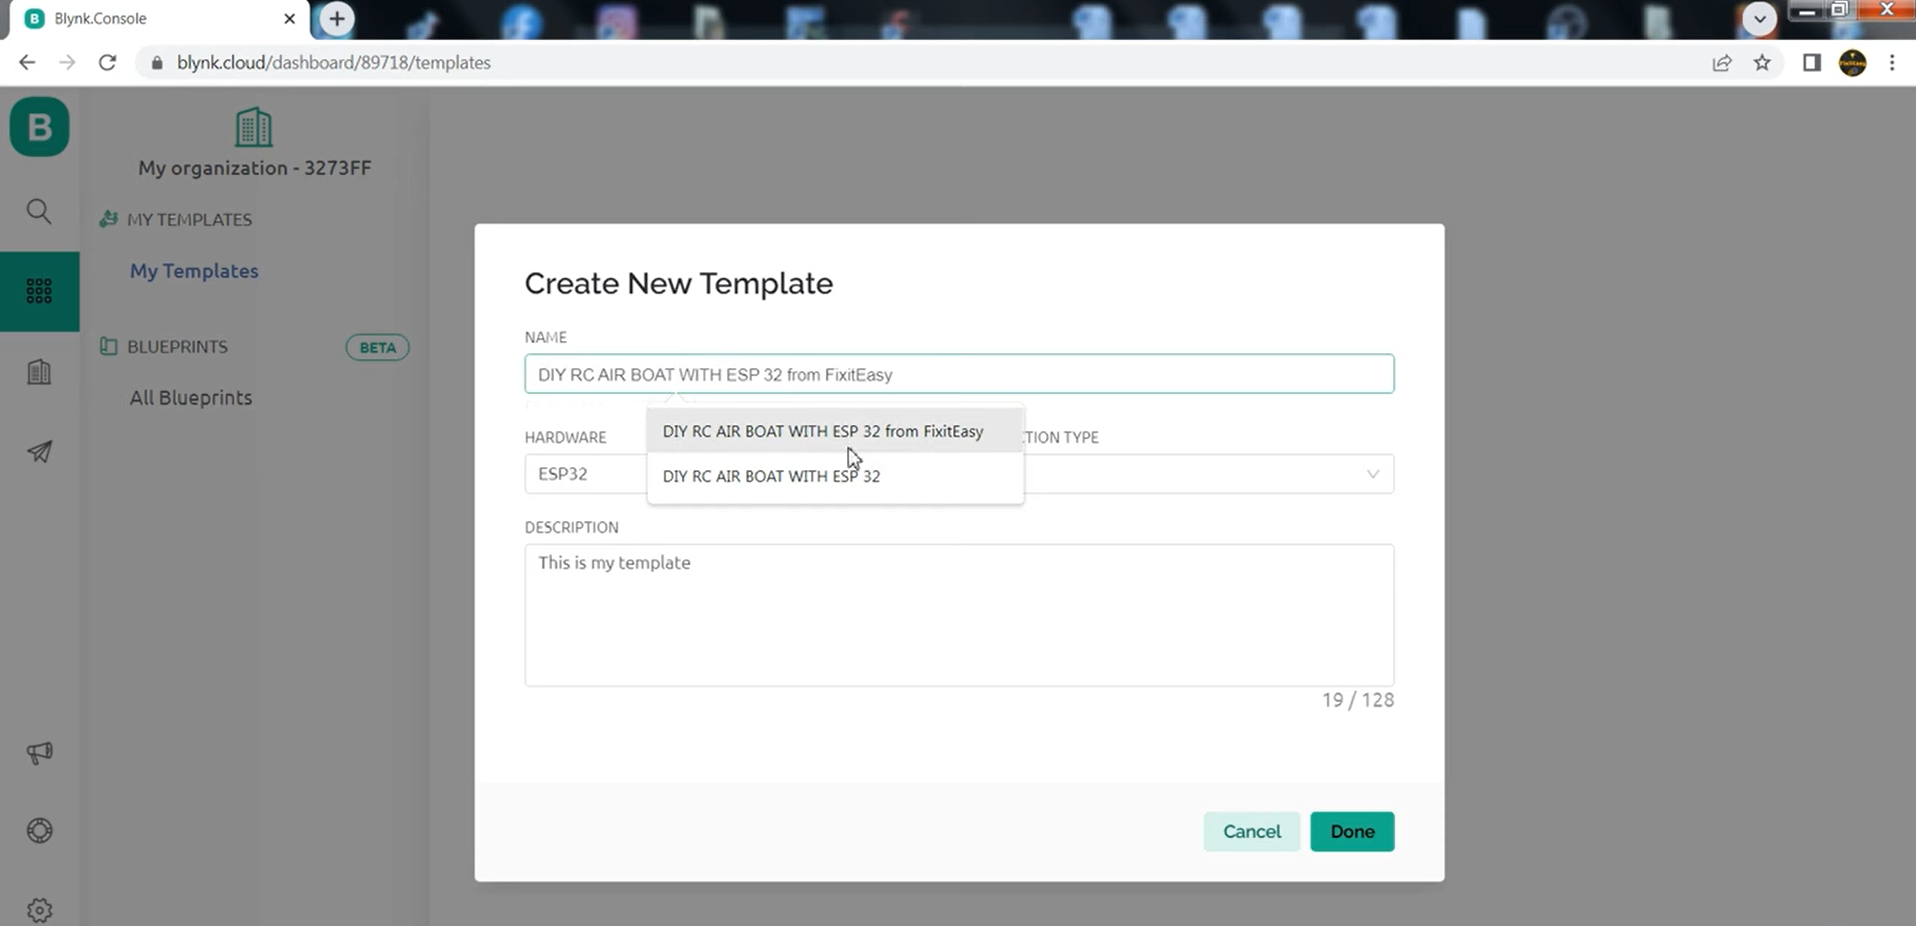 B Blynk.Console
blynk.cloud/dashboard/89718/templates
B
My organization - 3273FF
MY TEMPLATES
My Templates
BLUEPRINTS BETA
All Blueprints
Create New Template
NAME
DIY RC AIR BOAT WITH ESP 32 from FixitEasy
DIY RC AIR BOAT WITH ESP 32 from FixitEasy
DIY RC AIR BOAT WITH ESP 32
HARDWARE
CTION TYPE
ESP32
DESCRIPTION
This is my template
19 / 128
Cancel
Done